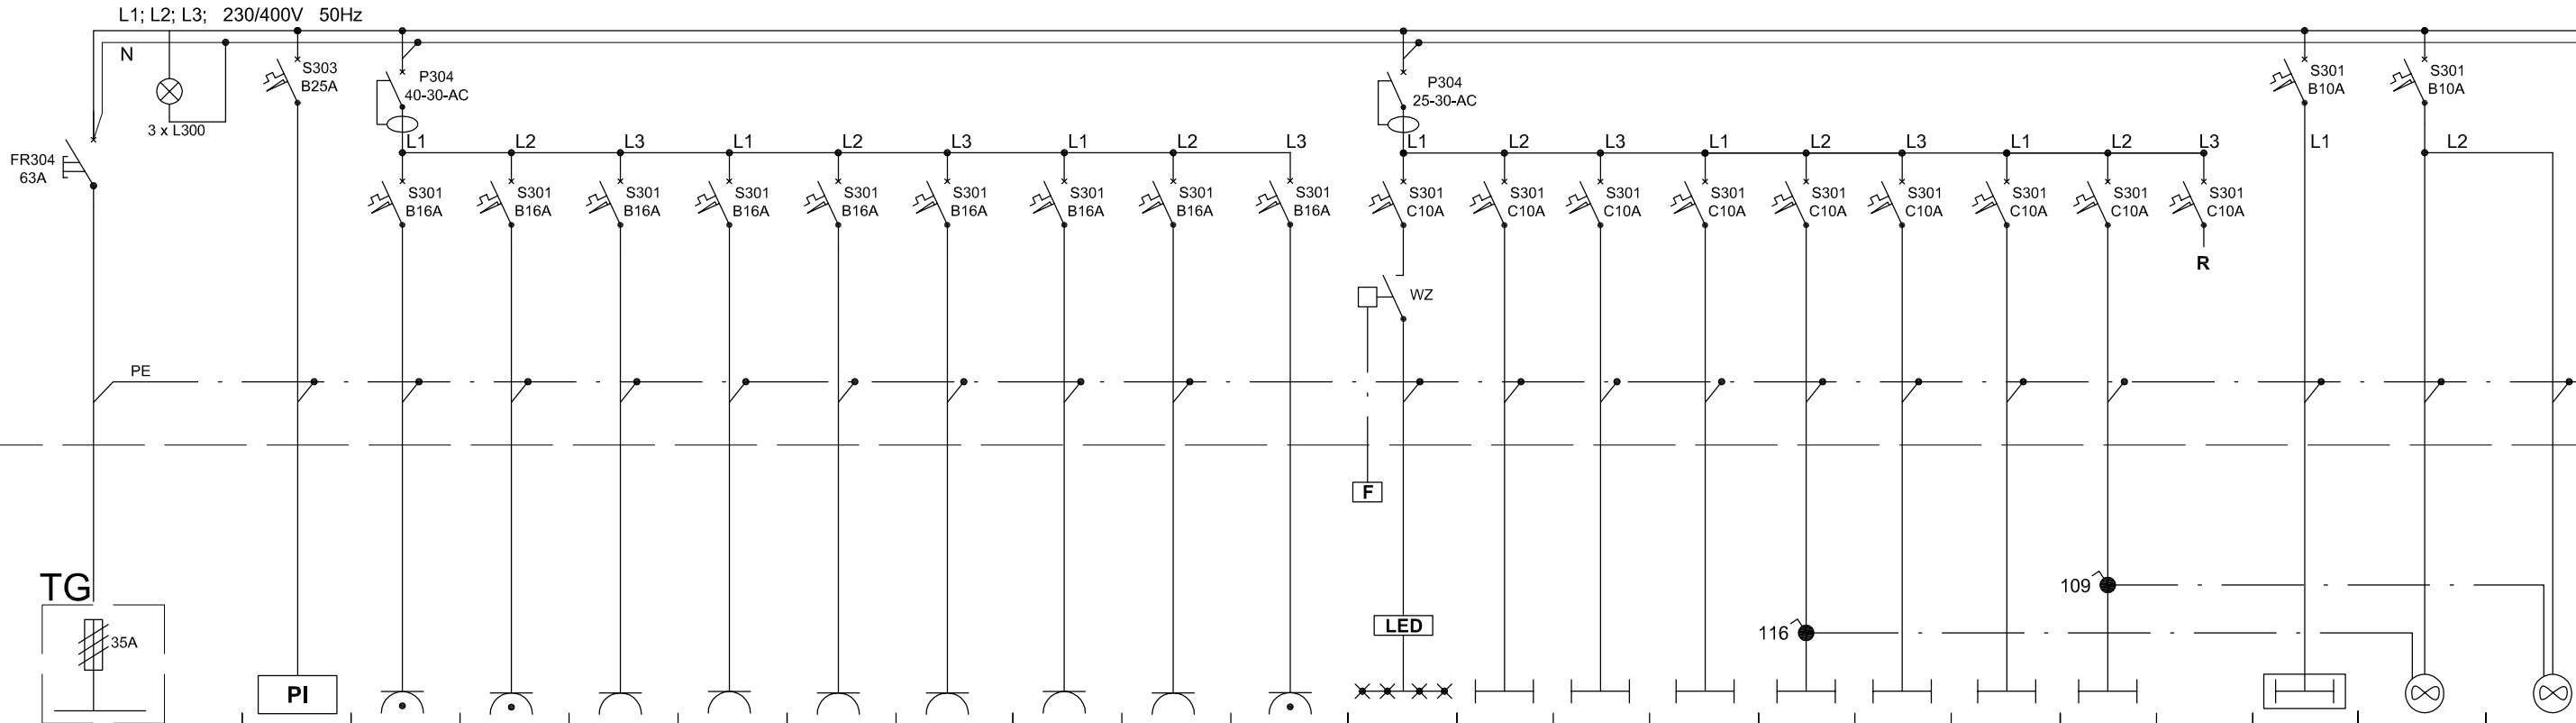 L1; L2; L3; 230/400V 50Hz
N
3 x L300
S303
B25A
P304
40-30-AC
P304
25-30-AC
S301
B10A
S301
B10A
FR304
63A
L1 L2 L3 L1 L2 L3 L1 L2 L3 L1 L2 L3 L1 L2 L3 L1 L2 L3 L1 L2
S301 S301 S301 S301 S301 S301 S301 S301 S301 S301 S301 S301 S301 S301 S301 S301 S301 S301
B16A B16A B16A B16A B16A B16A B16A B16A B16A C10A C10A C10A C10A C10A C10A C10A C10A C10A
R
WZ
PE
F
TG
35A
109
LED
116
PI